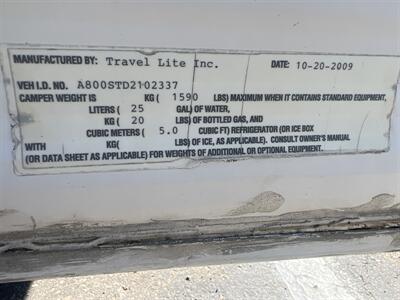 MANUFACTURED BY: Travel Lite Inc. DATE: 10-20-2009
VEH I.D. NO. A800STD2102337
CAMPER WEIGHT IS KG ( 1590 LBS) MAXIMUM WHEN IT CONTAINS STANDARD EQUIPMENT,
LITERS ( 25 GAL) OF WATER,
KG ( 20 LBS) OF BOTTLED GAS, AND
CUBIC METERS ( 5.0 CUBIC FT) REFRIGERATOR (OR ICE BOX
WITH KG( LBS) OF ICE, AS APPLICABLE). CONSULT OWNER'S MANUAL
(OR DATA SHEET AS APPLICABLE) FOR WEIGHTS OF ADDITIONAL OR OPTIONAL EQUIPMENT.